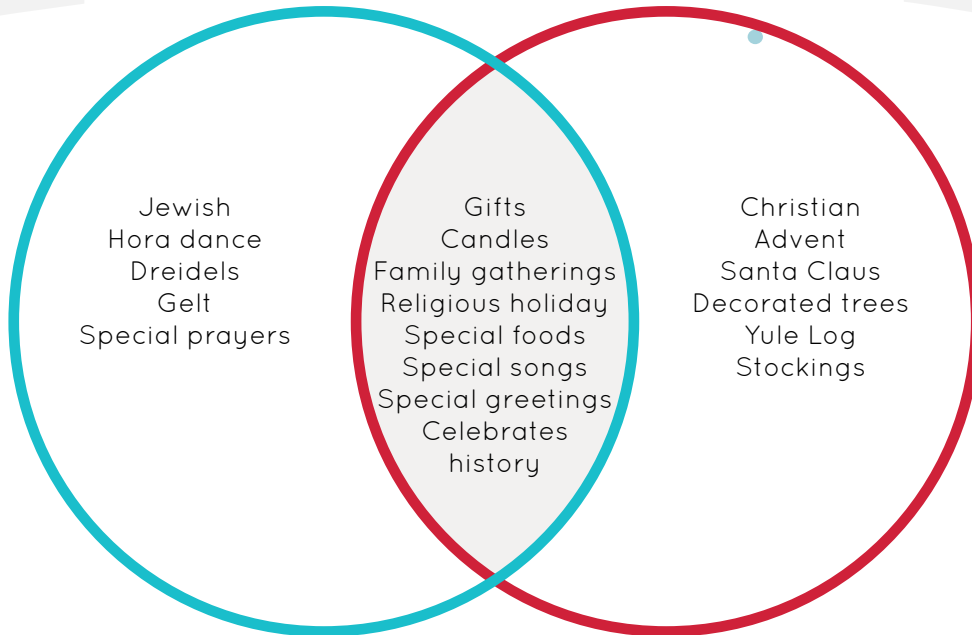 Jewish
Hora dance
Dreidels
Gelt
Special prayers
Gifts
Candles
Family gatherings
Religious holiday
Special foods
Special songs
Special greetings
Celebrates
history
Christian
Advent
Santa Claus
Decorated trees
Yule Log
Stockings